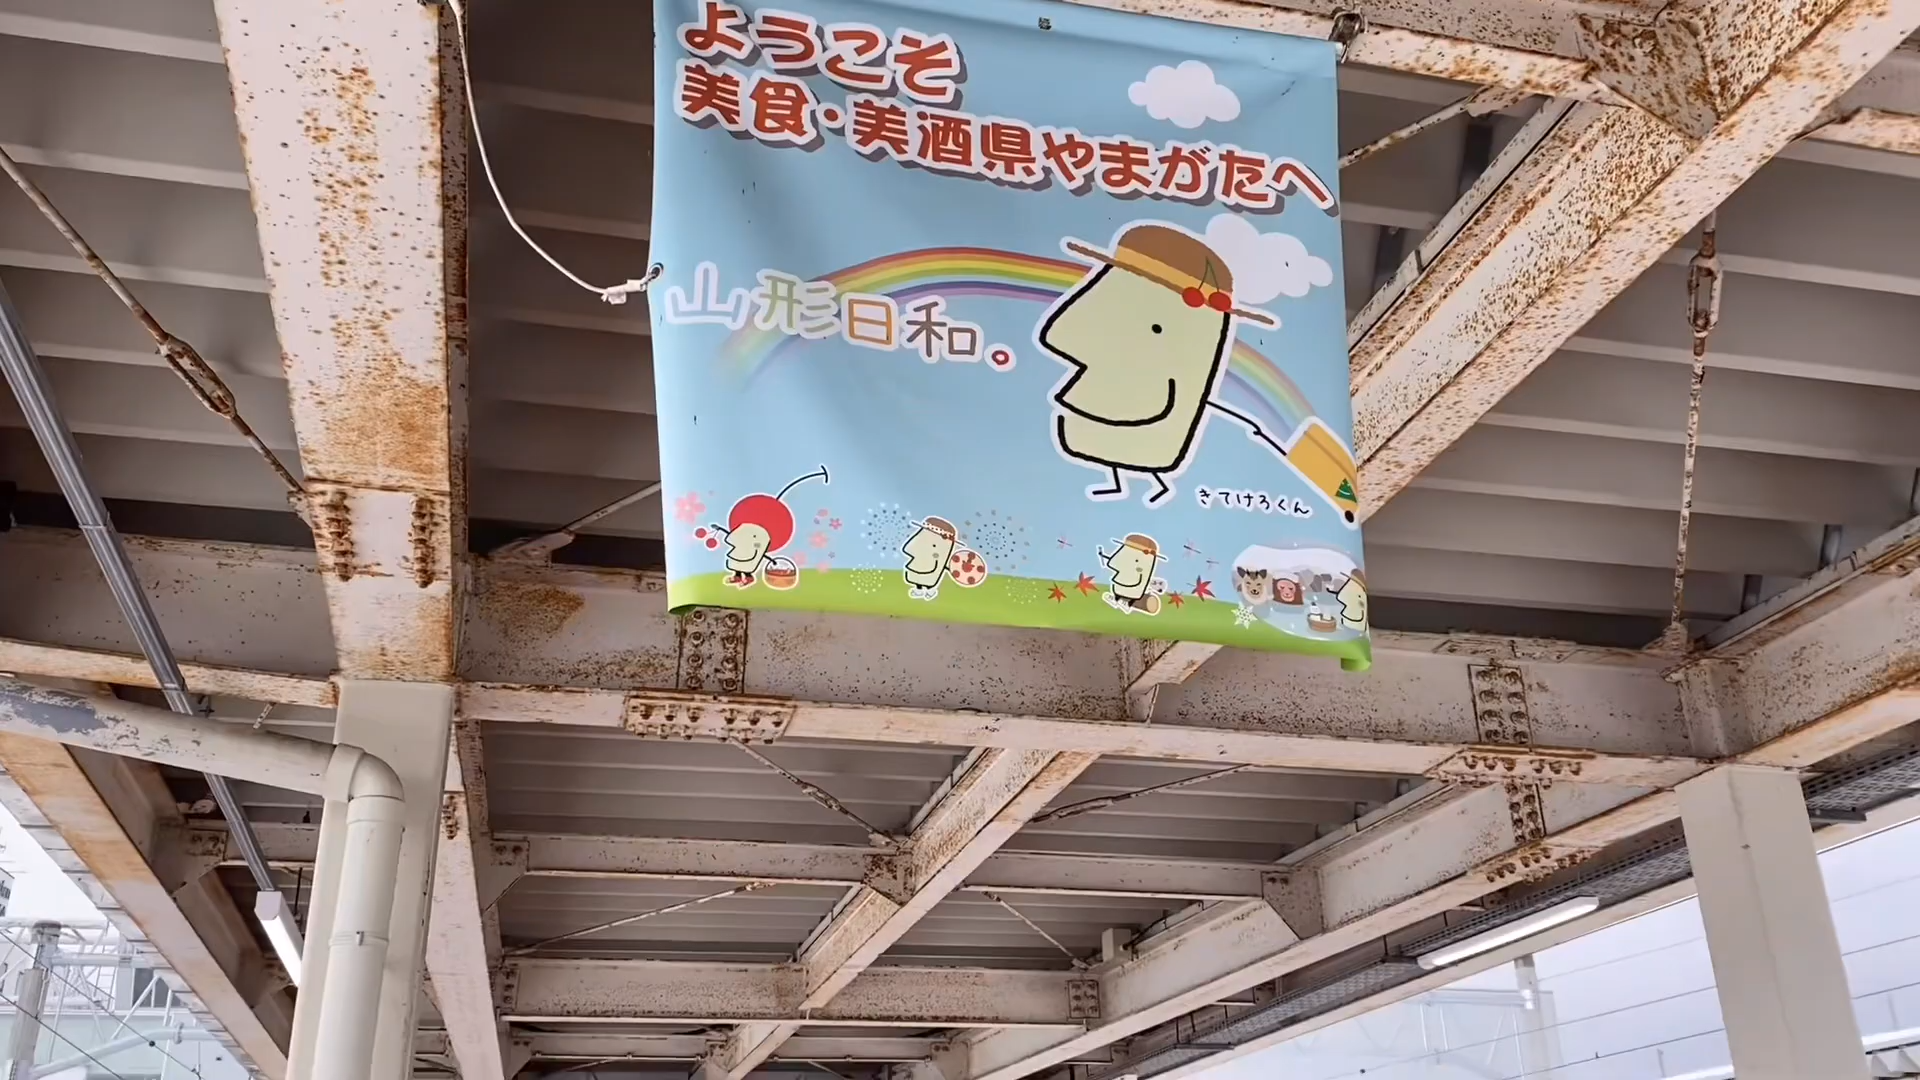 ようこそ
美食・美酒県やまがたへ
山形日和。
きてけろくん